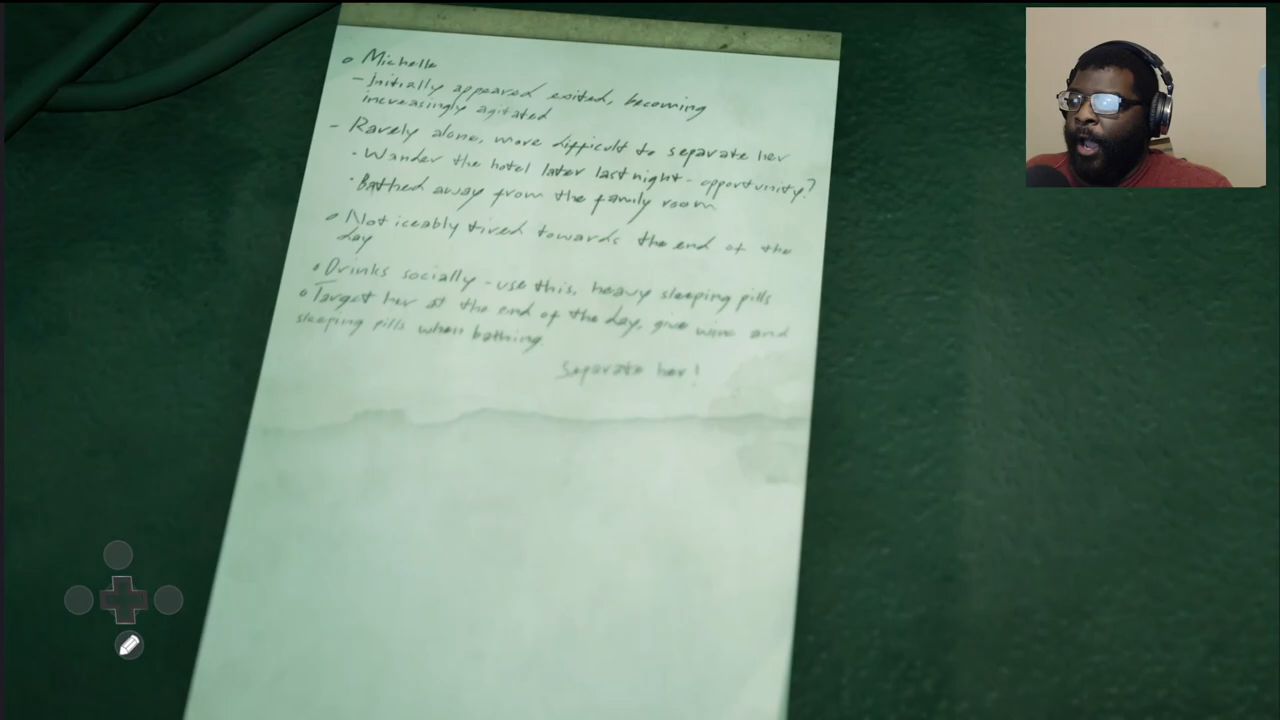 Michelle
- Initially appeared exited, becoming
increasingly agitated
- Rarely alone, more difficult to separate her
- Wander the hotel later last night - opportunity?
Bathed away from the family room
Noticeably tired towards the end of the
day
Drinks socially - use this, heavy sleeping pills
Target her at the end of the day, give wine and
sleeping pills when bathing.
Separate her!